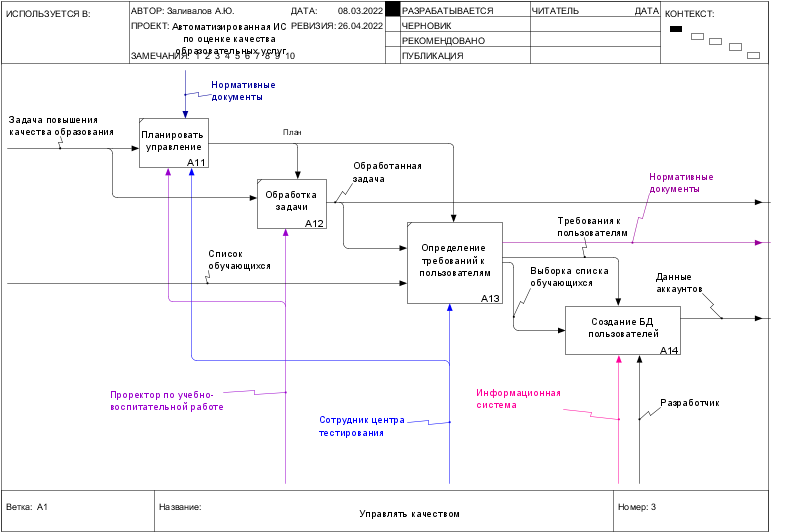 ИСПОЛЬЗУЕТСЯ В:
АВТОР: Заливалов А.Ю.
ДАТА: 08.03.2022
РАЗРАБАТЫВАЕТСЯ
ЧИТАТЕЛЬ
ДАТА
КОНТЕКСТ:
ПРОЕКТ: Автоматизированная ИС
по оценке качества
образовательных услуг
РЕВИЗИЯ: 26.04.2022
ЧЕРНОВИК
РЕКОМЕНДОВАНО
ЗАМЕЧАНИЯ: 1 2 3 4 5 6 7 8 9 10
ПУБЛИКАЦИЯ
Нормативные
документы
Задача повышения
качества образования
Планировать
управление
A11
План
Обработанная
задача
Обработка
задачи
A12
Нормативные
документы
Требования к
пользователям
Список
обучающихся
Определение
требований к
пользователям
A13
Выборка списка
обучающихся
Данные
аккаунтов
Создание БД
пользователей
A14
Проректор по учебно-
воспитательной работе
Сотрудник центра
тестирования
Информационная
система
Разработчик
Ветка: A1
Название:
Управлять качеством
Номер: 3